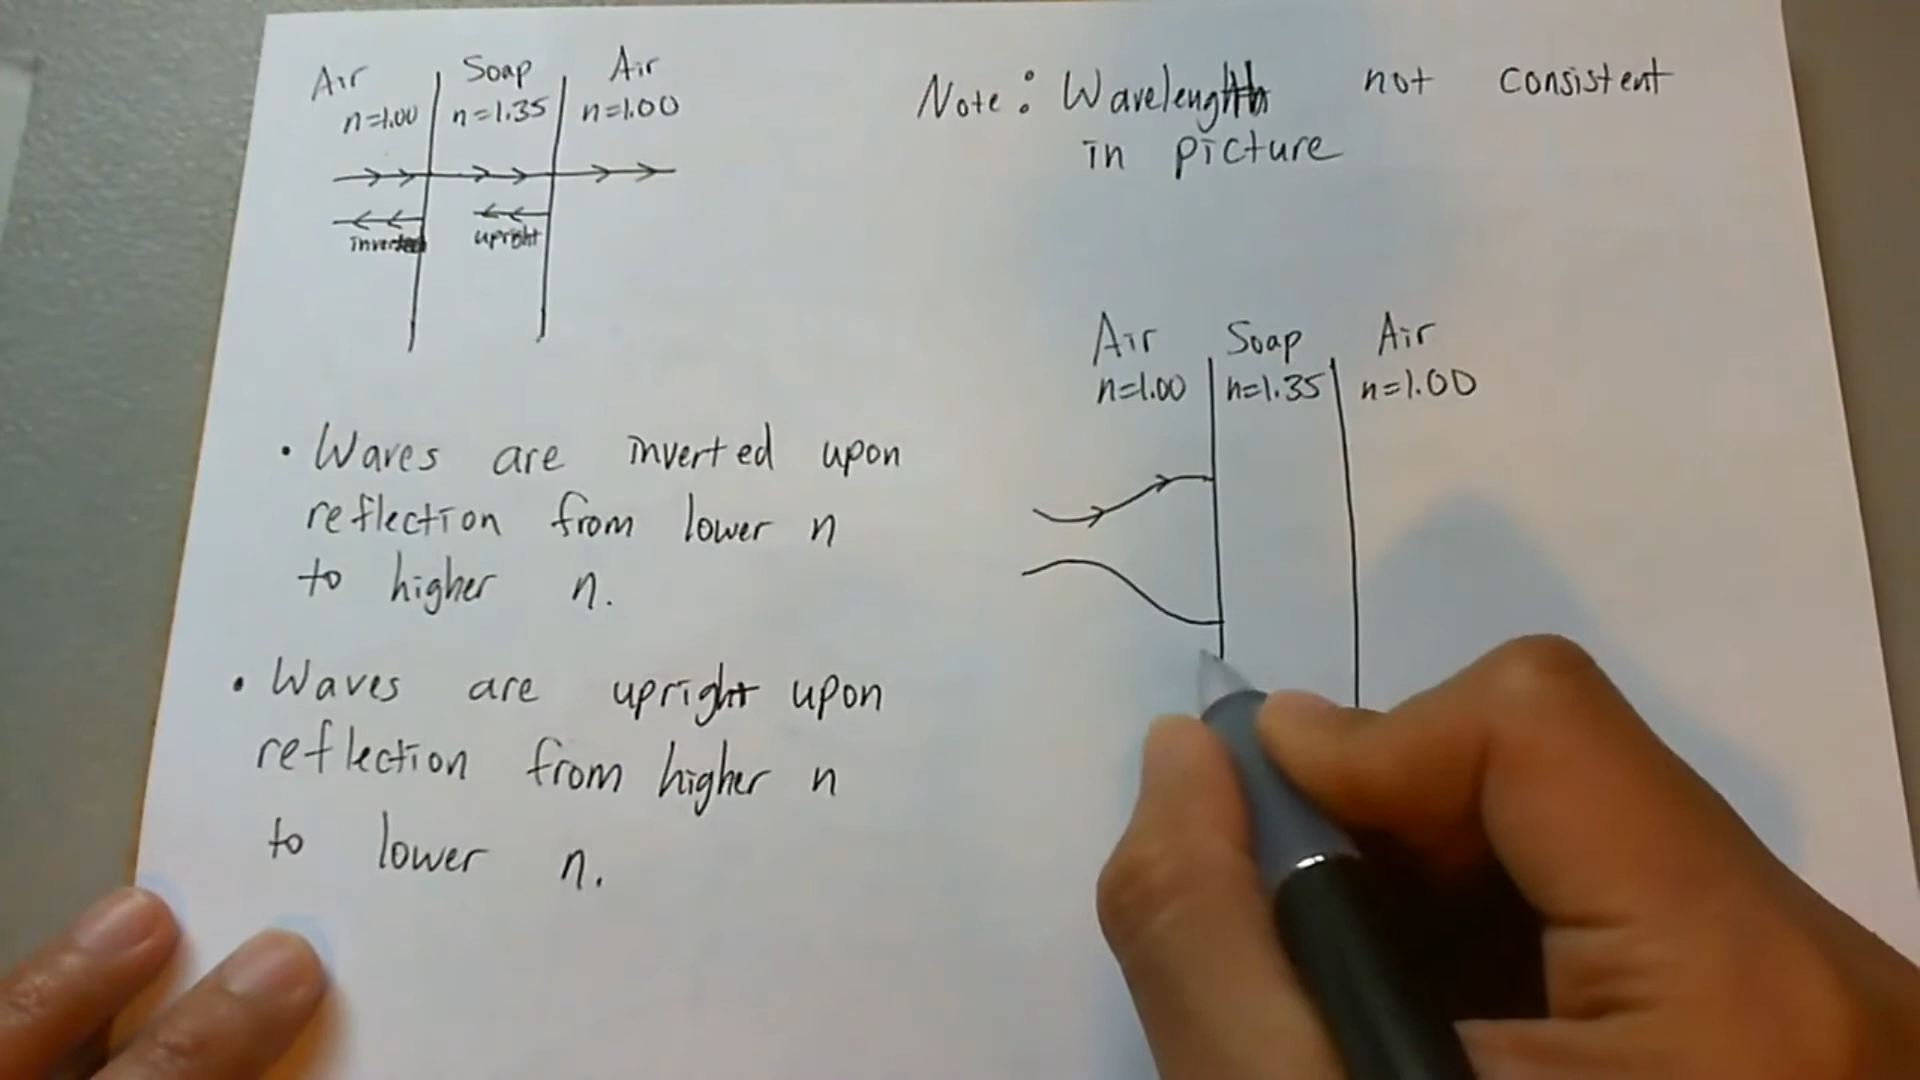 Air Soap Air
n=1.00 n=1.35 n=1.00
inverted upright
Note: Wavelength not consistent
in picture
Air Soap Air
n=1.00 n=1.35 n=1.00
• Waves are inverted upon
reflection from lower n
to higher n.
• Waves are upright upon
reflection from higher n
to lower n.